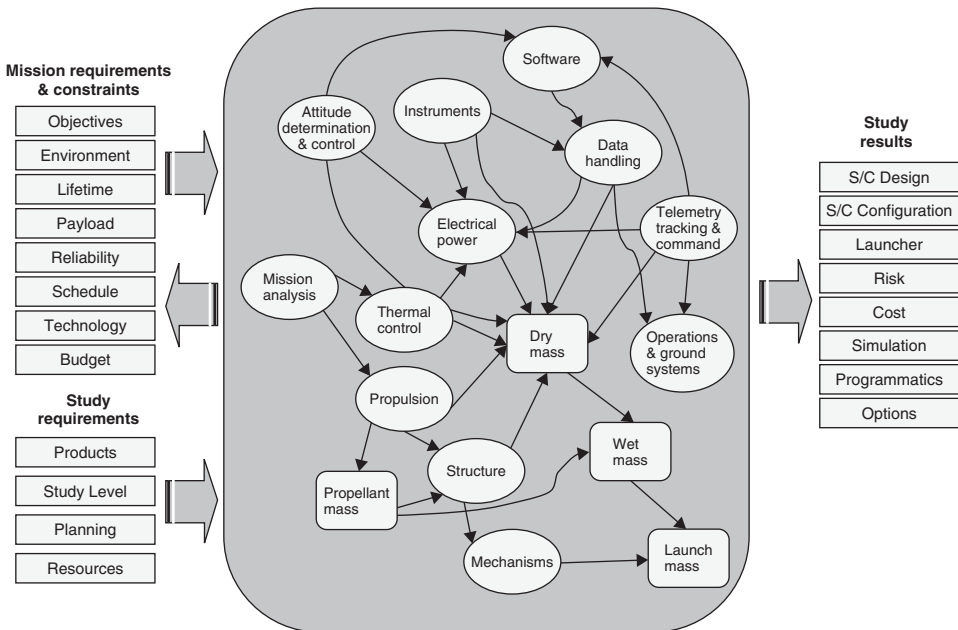 Mission requirements
& constraints
Objectives
Environment
Lifetime
Payload
Reliability
Schedule
Technology
Budget
Study
requirements
Products
Study Level
Planning
Resources
Software
Attitude
determination
& control
Instruments
Data
handling
Electrical
power
Telemetry
tracking &
command
Mission
analysis
Thermal
control
Dry
mass
Operations
& ground
systems
Propulsion
Wet
mass
Structure
Propellant
mass
Mechanisms
Launch
mass
Study
results
S/C Design
S/C Configuration
Launcher
Risk
Cost
Simulation
Programmatics
Options